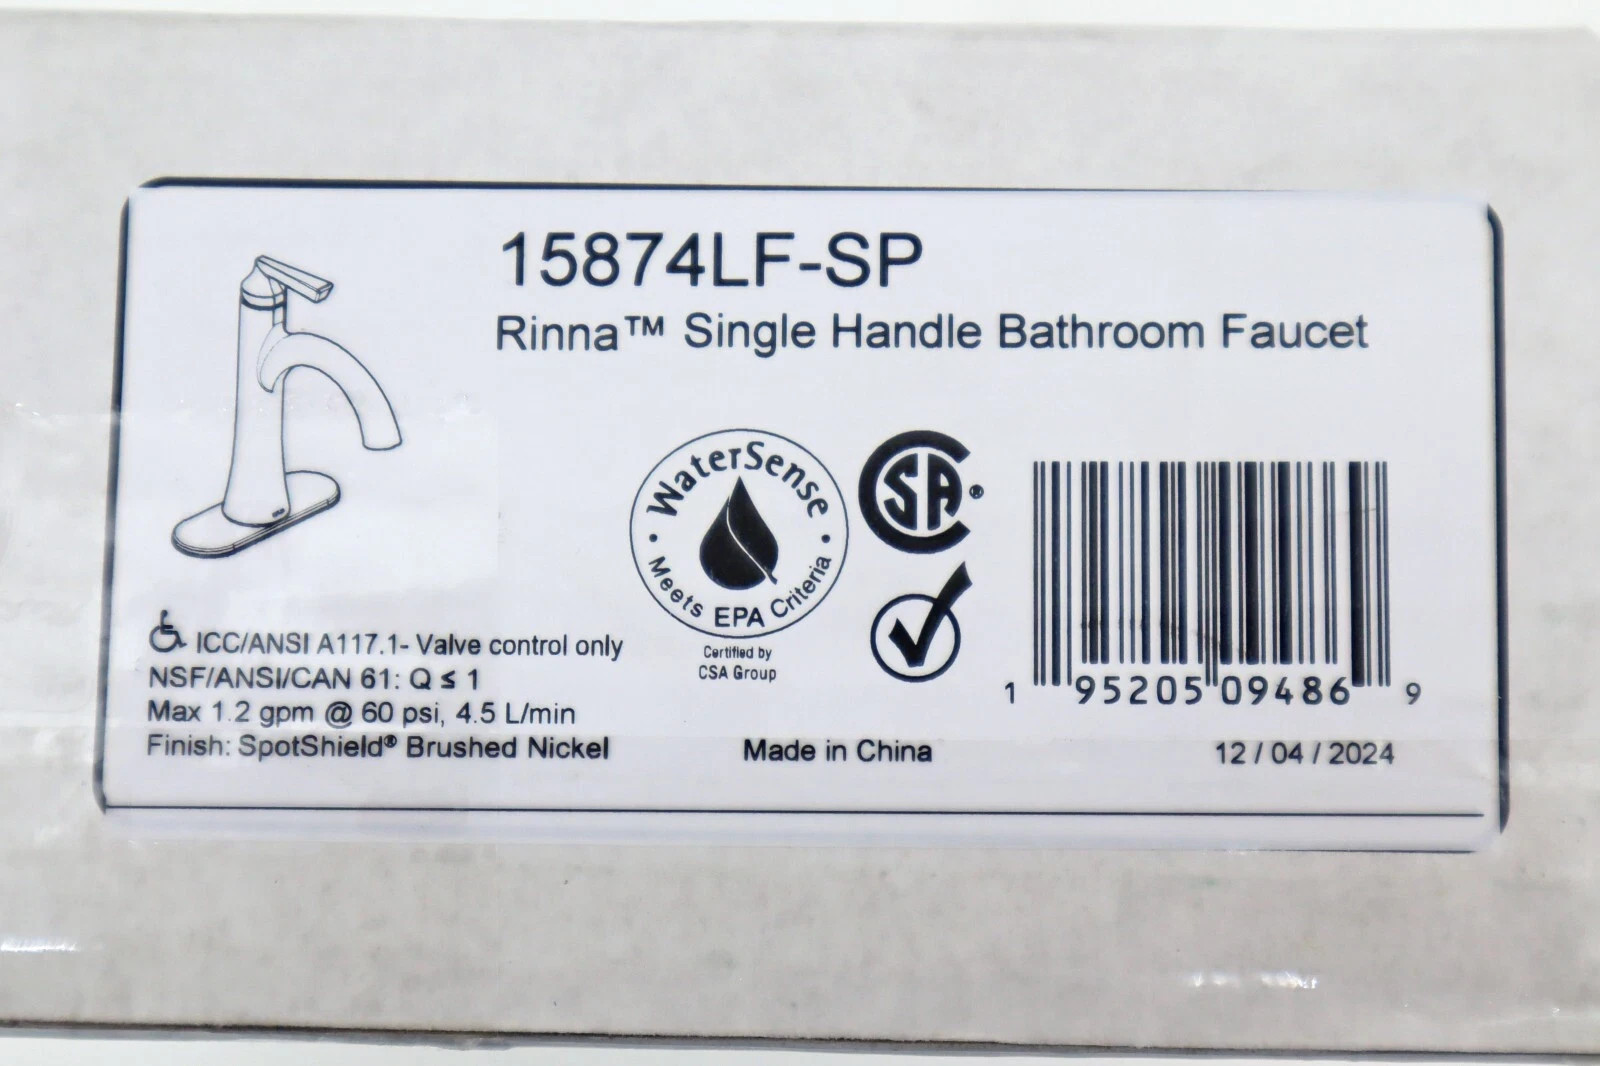 15874LF-SP
Rinna™ Single Handle Bathroom Faucet
WaterSense
Meets EPA Criteria
Certified by
CSA Group
CSA®
ICC/ANSI A117.1- Valve control only
NSF/ANSI/CAN 61: Q ≤ 1
Max 1.2 gpm @ 60 psi, 4.5 L/min
Finish: SpotShield® Brushed Nickel
Made in China
1 95205 09486 9
12 / 04 / 2024